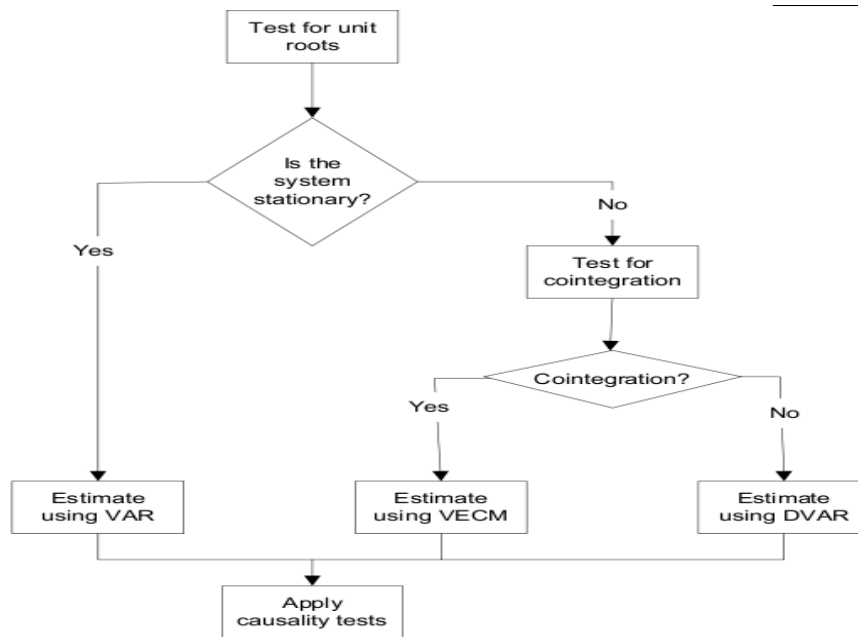 Test for unit
roots
Is the
system
stationary?
Yes
No
Test for
cointegration
Cointegration?
Yes
No
Estimate
using VAR
Estimate
using VECM
Estimate
using DVAR
Apply
causality tests